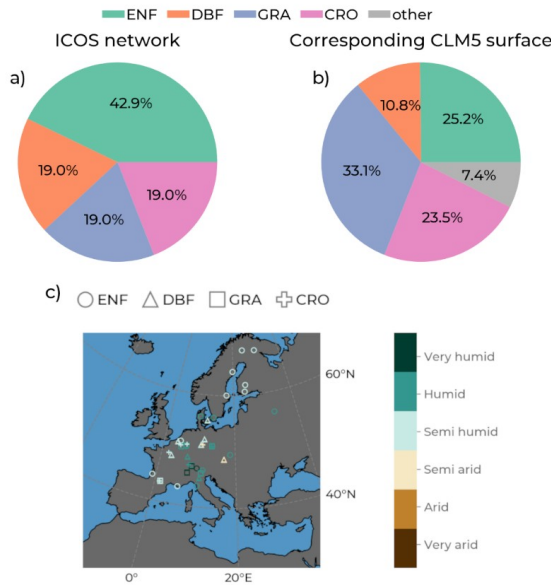 ENF DBF GRA CRO other
ICOS network
Corresponding CLM5 surface
a)
42.9%
19.0%
19.0%
19.0%
b)
10.8%
25.2%
33.1%
7.4%
23.5%
c) ENF DBF GRA CRO
Very humid
Humid
Semi humid
Semi arid
Arid
Very arid
60°N
40°N
0° 20°E